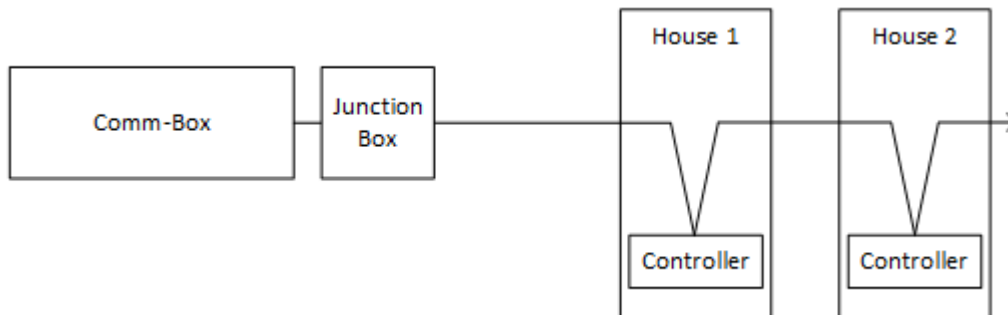 House 1
House 2
Comm-Box
Junction
Box
Controller
Controller